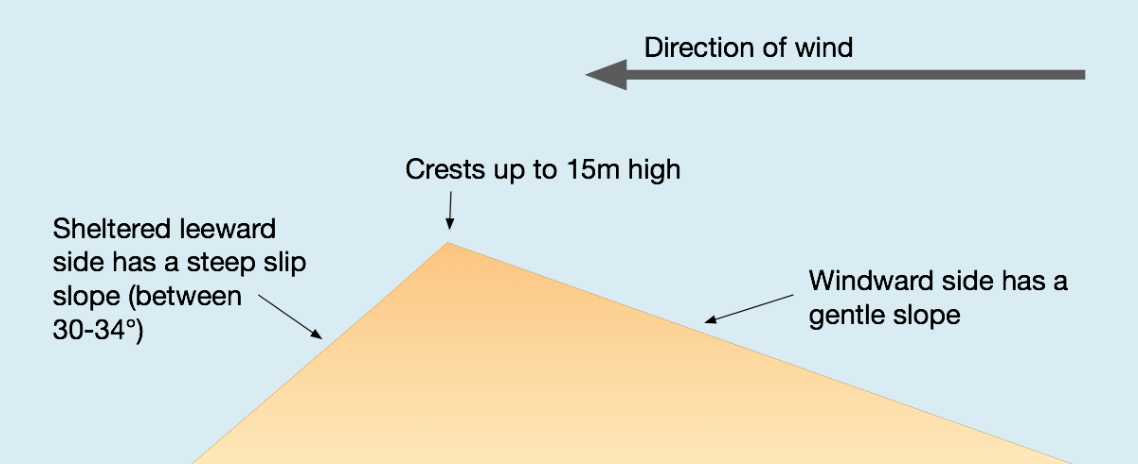 Direction of wind
Crests up to 15m high
Sheltered leeward
side has a steep slip
slope (between
30-34°)
Windward side has a
gentle slope